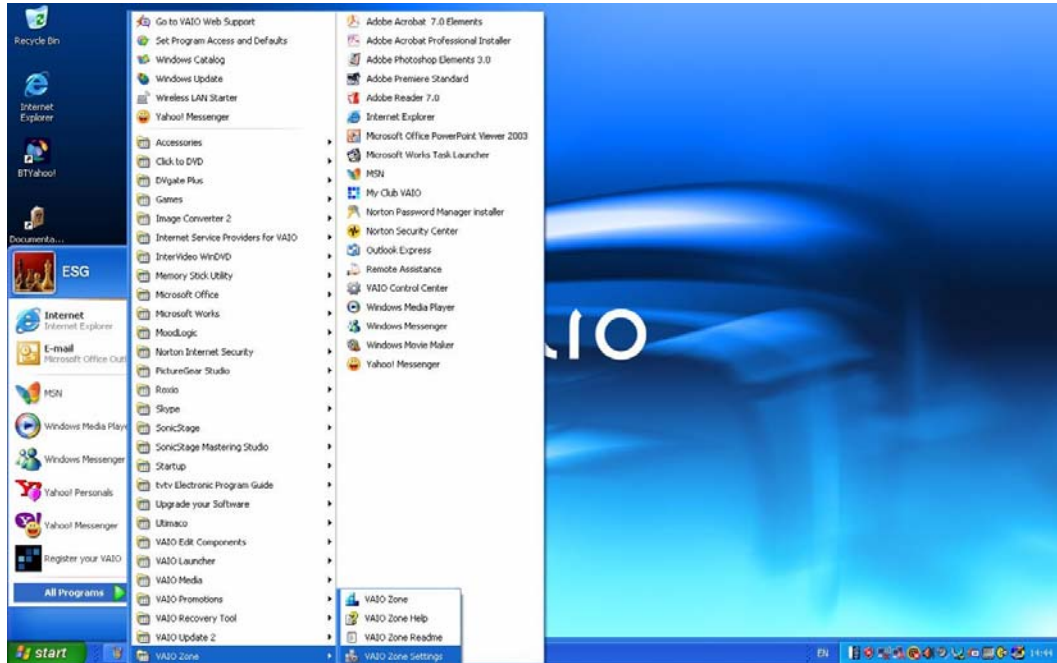 Recycle Bin
Internet
Explorer
BTYahoo!
Documenta...
ESG
Internet
Internet Explorer
E-mail
Microsoft Office Outl
MSN
Windows Media Playe
Windows Messenger
Yahoo! Personals
Yahoo! Messenger
Register your VAIO
All Programs
start
Go to VAIO Web Support
Set Program Access and Defaults
Windows Catalog
Windows Update
Wireless LAN Starter
Yahoo! Messenger
Accessories
Click to DVD
DVgate Plus
Games
Image Converter 2
Internet Service Providers for VAIO
InterVideo WinDVD
Memory Stick Utility
Microsoft Office
Microsoft Works
MoodLogic
Norton Internet Security
PictureGear Studio
Roxio
Skype
SonicStage
SonicStage Mastering Studio
Startup
tvtv Electronic Program Guide
Upgrade your Software
Utimaco
VAIO Edit Components
VAIO Launcher
VAIO Media
VAIO Promotions
VAIO Recovery Tool
VAIO Update 2
VAIO Zone
Adobe Acrobat 7.0 Elements
Adobe Acrobat Professional Installer
Adobe Photoshop Elements 3.0
Adobe Premiere Standard
Adobe Reader 7.0
Internet Explorer
Microsoft Office PowerPoint Viewer 2003
Microsoft Works Task Launcher
MSN
My Club VAIO
Norton Password Manager installer
Norton Security Center
Outlook Express
Remote Assistance
VAIO Control Center
Windows Media Player
Windows Messenger
Windows Movie Maker
Yahoo! Messenger
VAIO Zone
VAIO Zone Help
VAIO Zone Readme
VAIO Zone Settings
IO
EN
14:44